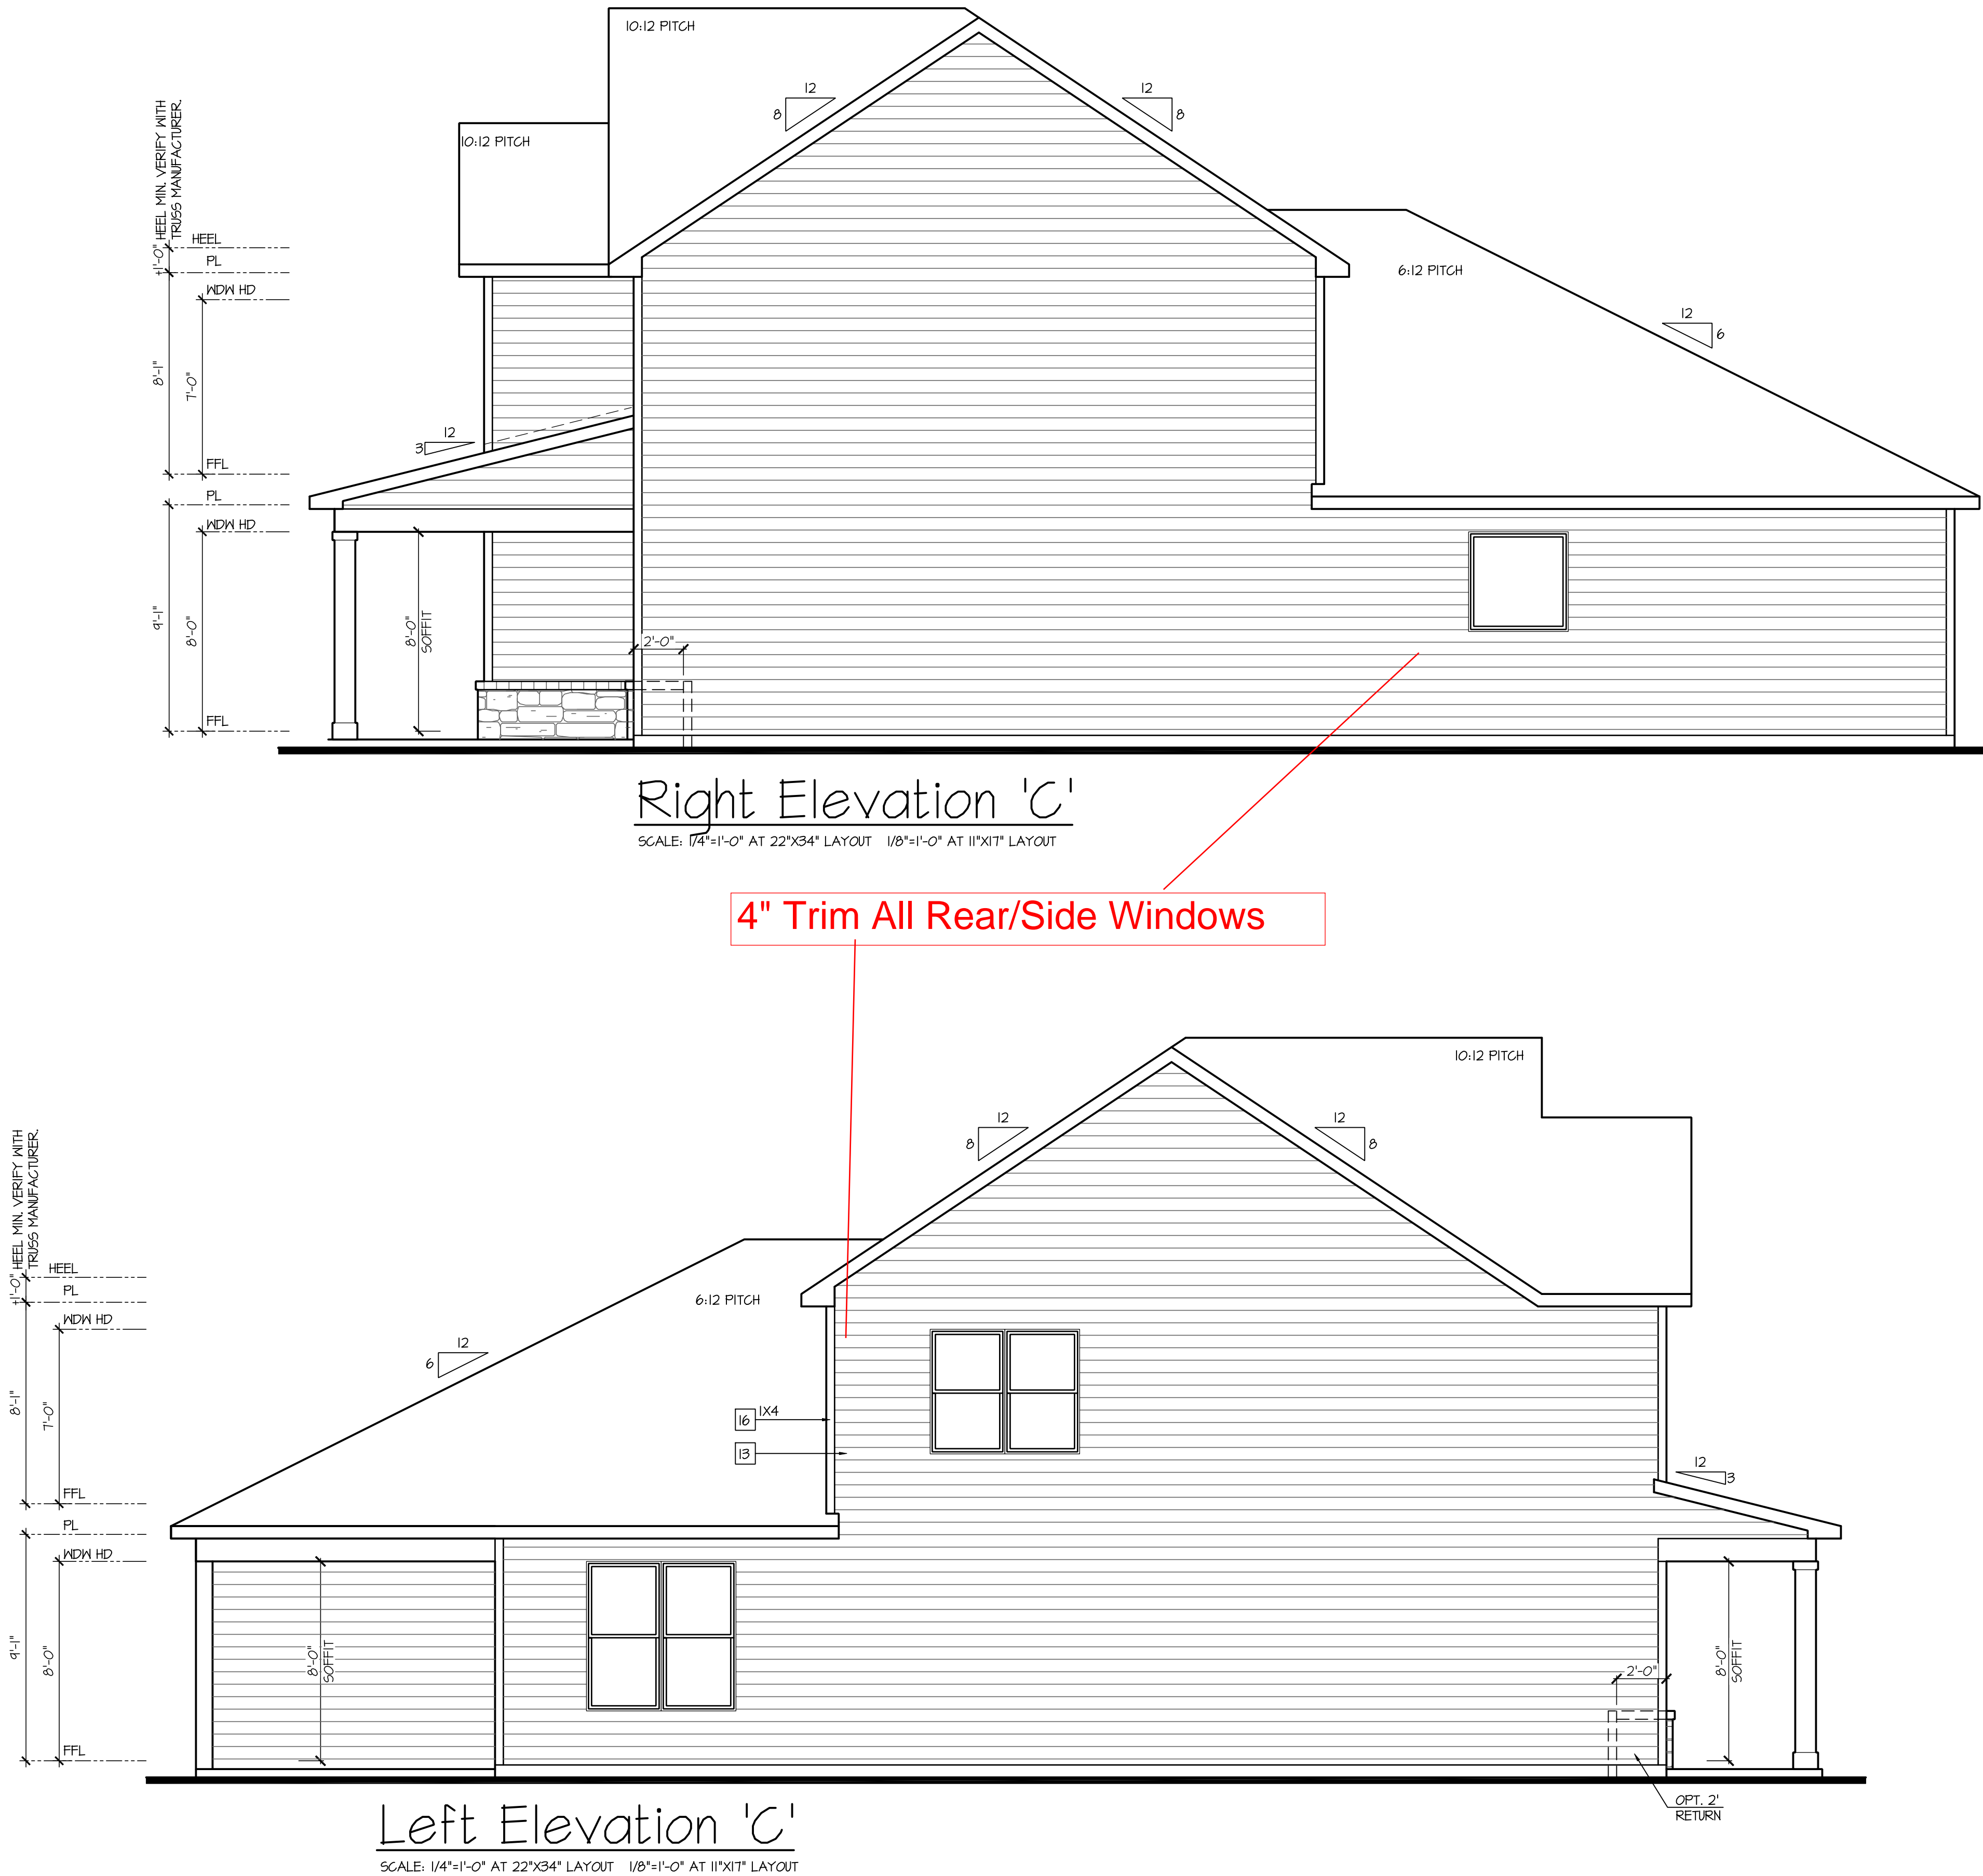 10:12 PITCH
12
8
12
8
10:12 PITCH
+1'-0" HEEL MIN. VERIFY WITH
TRUSS MANUFACTURER.
HEEL
PL
WDW HD
6:12 PITCH
12
6
8'-1"
7'-0"
12
3
FFL
PL
WDW HD
9'-1"
8'-0"
8'-0"
SOFFIT
2'-0"
FFL
Right Elevation 'C'
SCALE: 1/4"=1'-0" AT 22"X34" LAYOUT 1/8"=1'-0" AT 11"X17" LAYOUT
4" Trim All Rear/Side Windows
10:12 PITCH
12
8
12
8
+1'-0" HEEL MIN. VERIFY WITH
TRUSS MANUFACTURER.
HEEL
PL
WDW HD
6:12 PITCH
12
6
8'-1"
7'-0"
16 1X4
13
12
3
FFL
PL
WDW HD
9'-1"
8'-0"
8'-0"
SOFFIT
2'-0"
8'-0"
SOFFIT
FFL
OPT. 2'
RETURN
Left Elevation 'C'
SCALE: 1/4"=1'-0" AT 22"X34" LAYOUT 1/8"=1'-0" AT 11"X17" LAYOUT